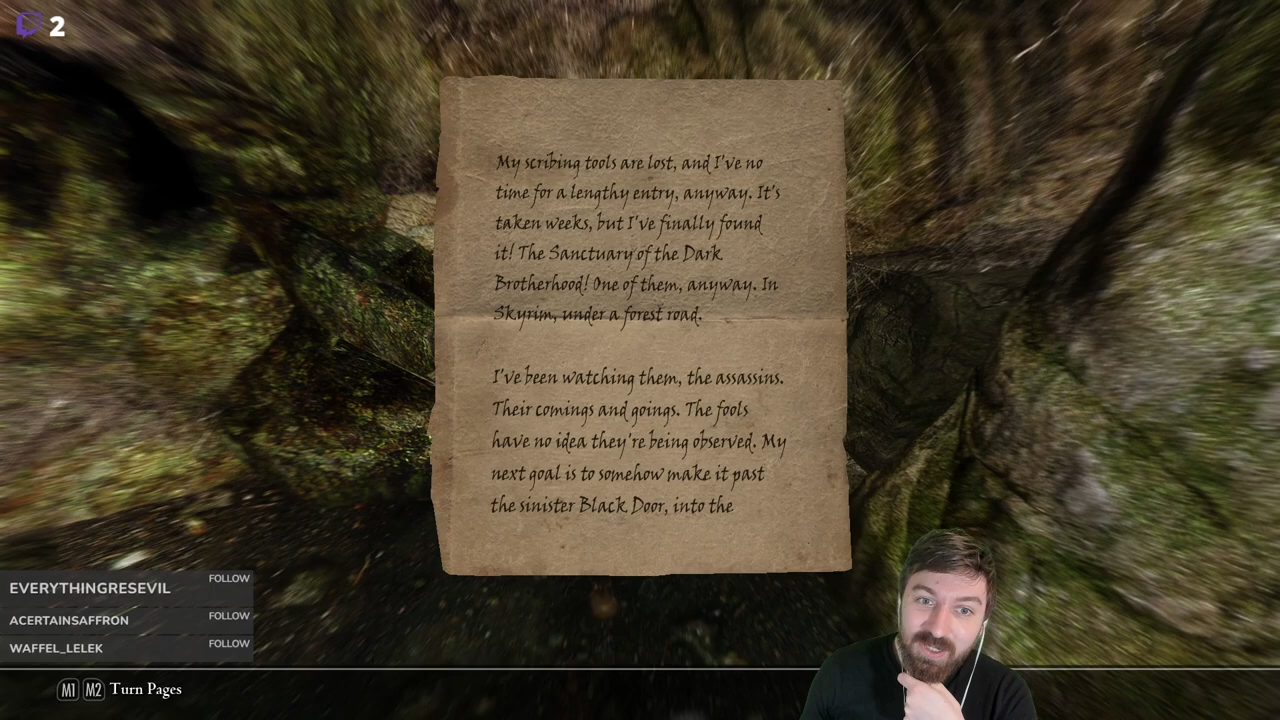 2
My scribing tools are lost, and I've no
time for a lengthy entry, anyway. It's
taken weeks, but I've finally found
it! The Sanctuary of the Dark
Brotherhood! One of them, anyway. In
Skyrim, under a forest road.
I've been watching them, the assassins.
Their comings and goings. The fools
have no idea they're being observed. My
next goal is to somehow make it past
the sinister Black Door, into the
EVERYTHINGRESEVIL FOLLOW
ACERTAINSAFFRON FOLLOW
WAFFEL_LELEK FOLLOW
M1 M2 Turn Pages